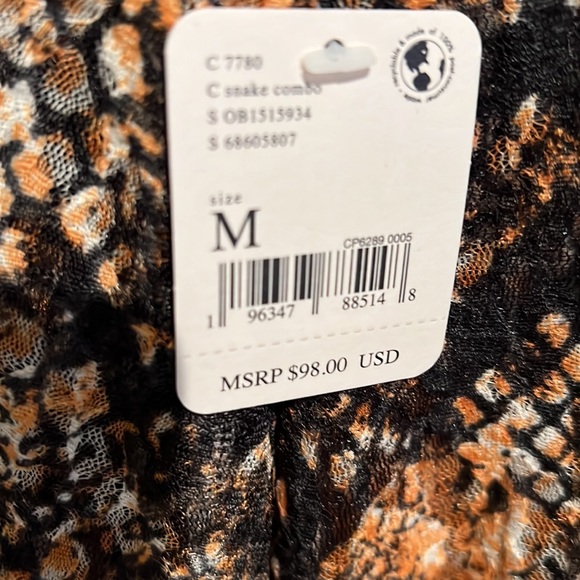 C 7780
C snake combo
S OB1515934
S 68605807
size
M
CP6289 0005
1 96347 88514 8
MSRP $98.00 USD